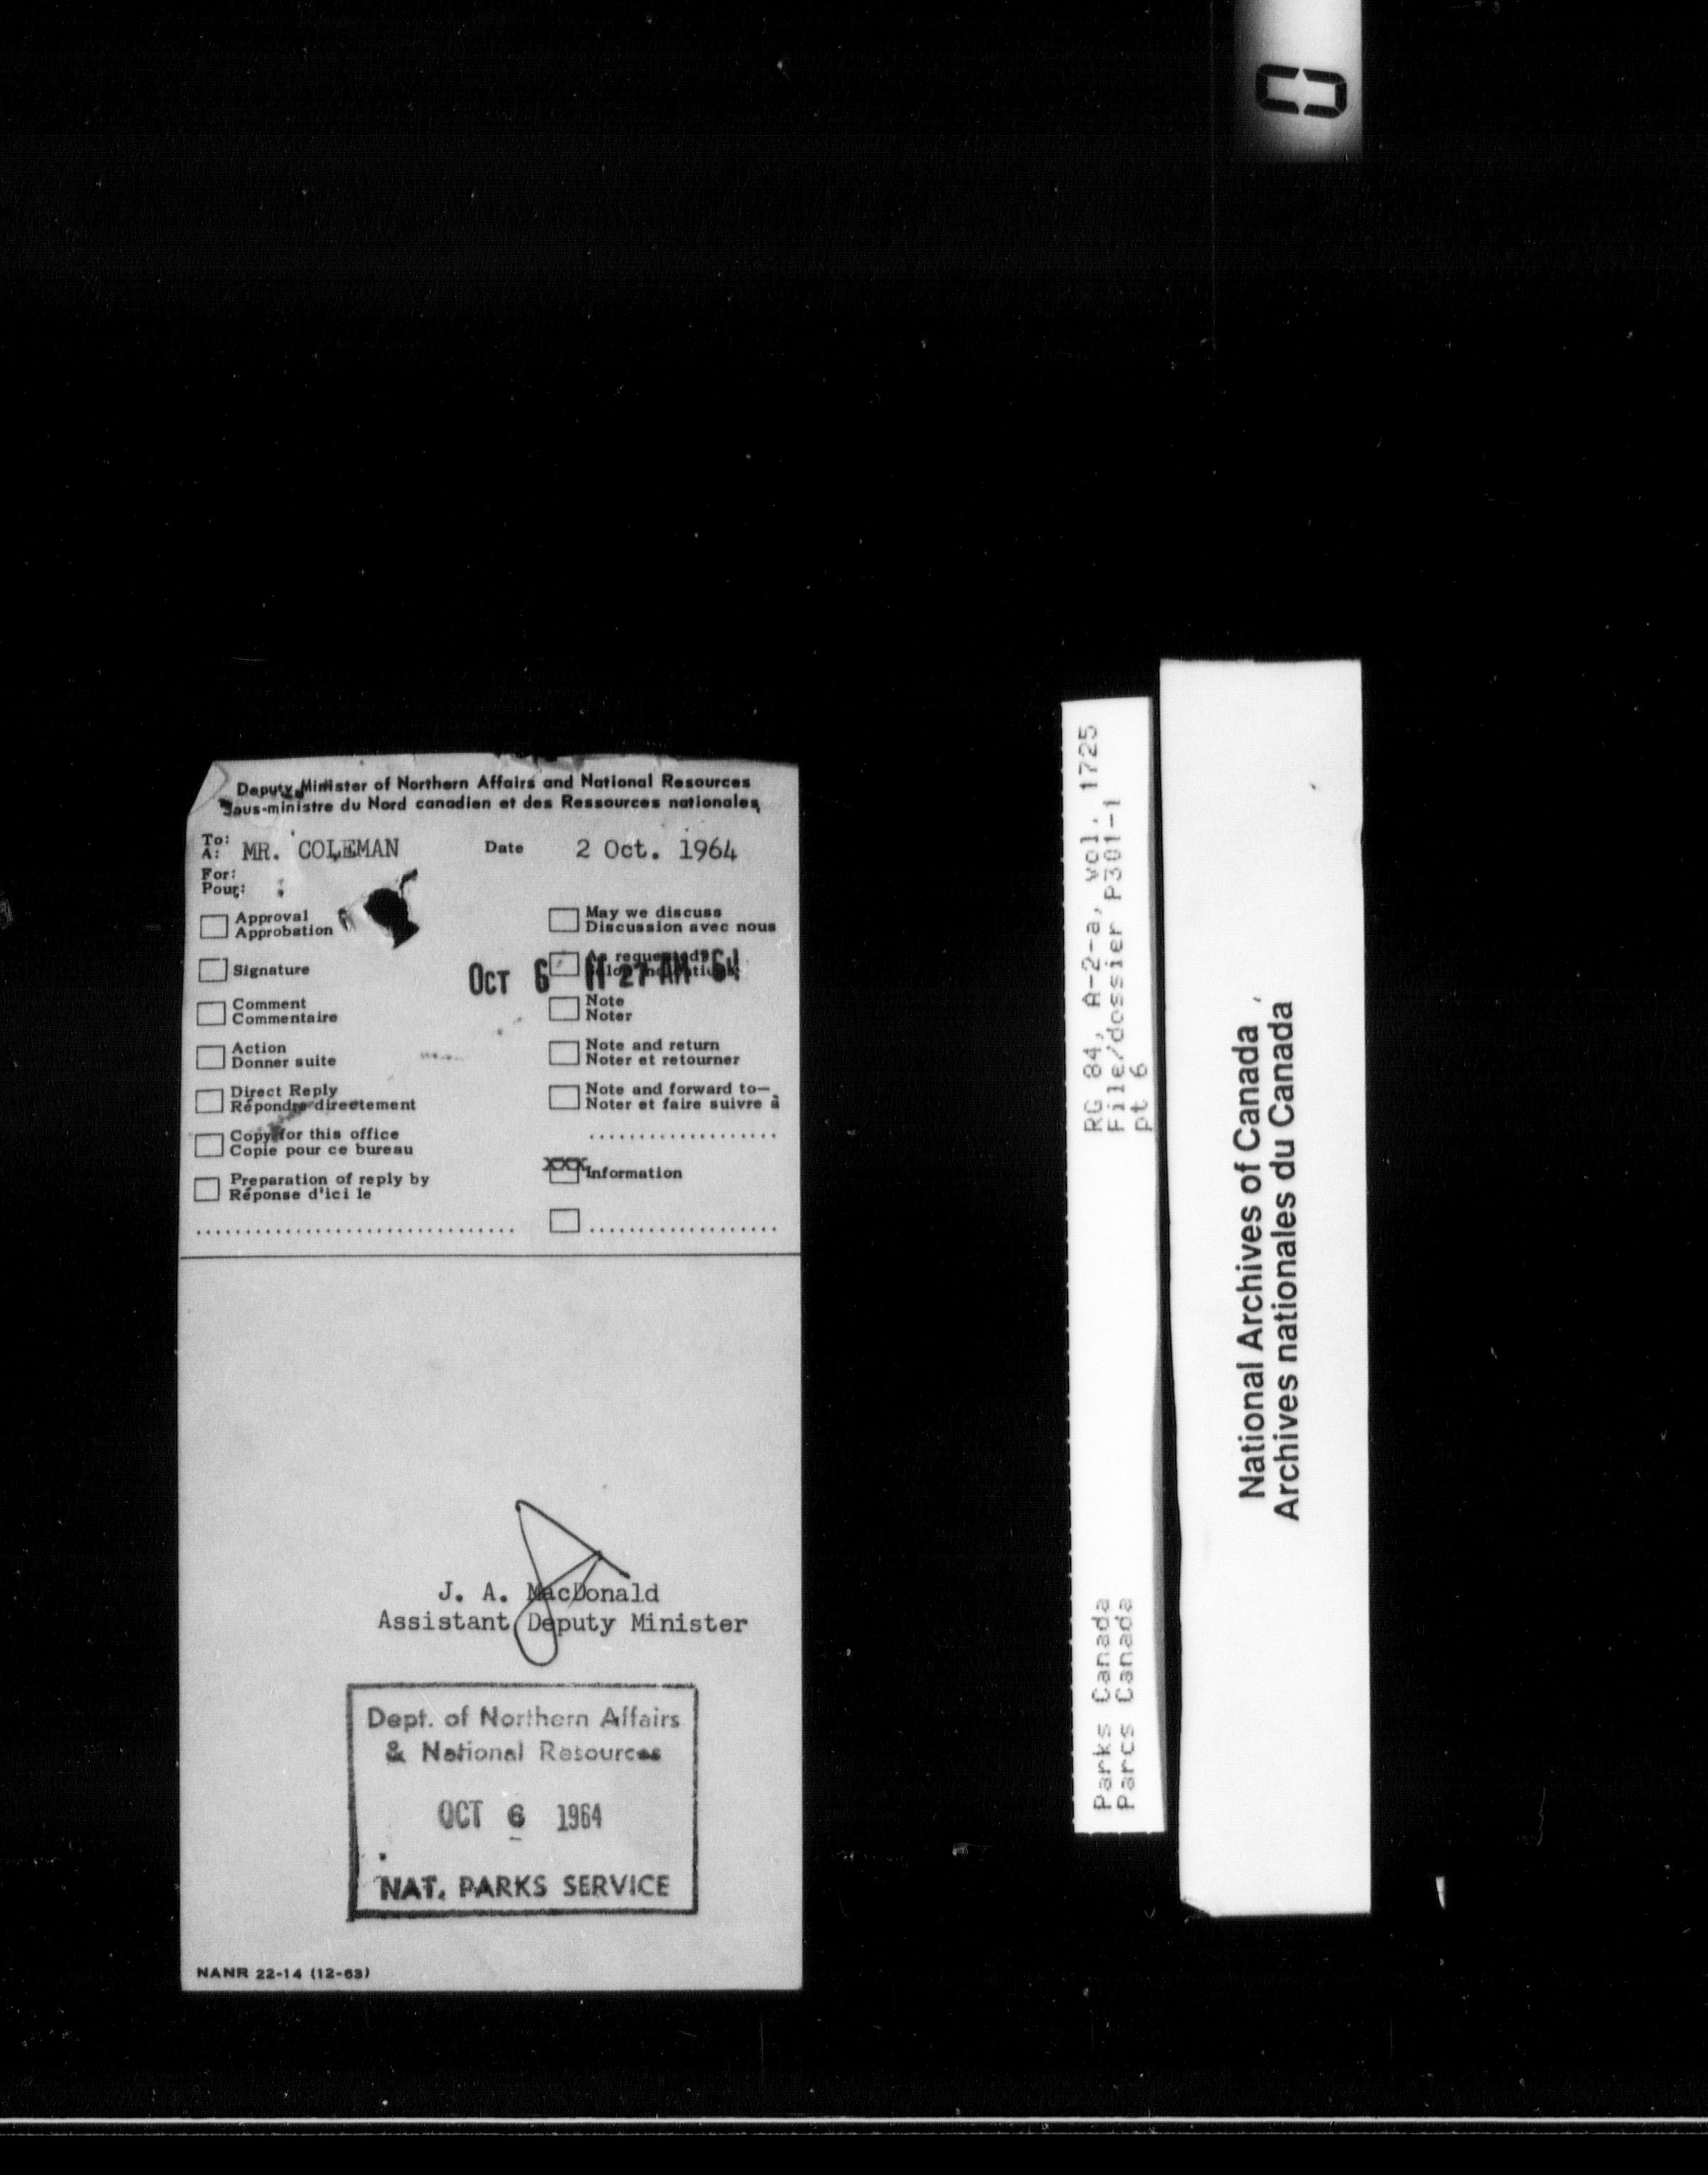 Deputy Minister of Northern Affairs and National Resources
Sous-ministre du Nord canadien et des Ressources nationales
To:
A: MR. COLEMAN Date 2 Oct. 1964
For:
Pour:
Approval
Approbation
Signature
Comment
Commentaire
Action
Donner suite
Direct Reply
Répondre directement
Copy for this office
Copie pour ce bureau
Preparation of reply by
Réponse d'ici le
May we discuss
Discussion avec nous
As requested
OCT 6 11 27 AM '64
Note
Noter
Note and return
Noter et retourner
Note and forward to—
Noter et faire suivre à
XXX Information
J. A. MacDonald
Assistant Deputy Minister
Dept. of Northern Affairs
& National Resources
OCT 6 1964
NAT. PARKS SERVICE
NANR 22-14 (12-63)
Parks Canada RG 84, A-2-a, vol. 1725
Parcs Canada File/dossier P301-1
pt 6
National Archives of Canada
Archives nationales du Canada